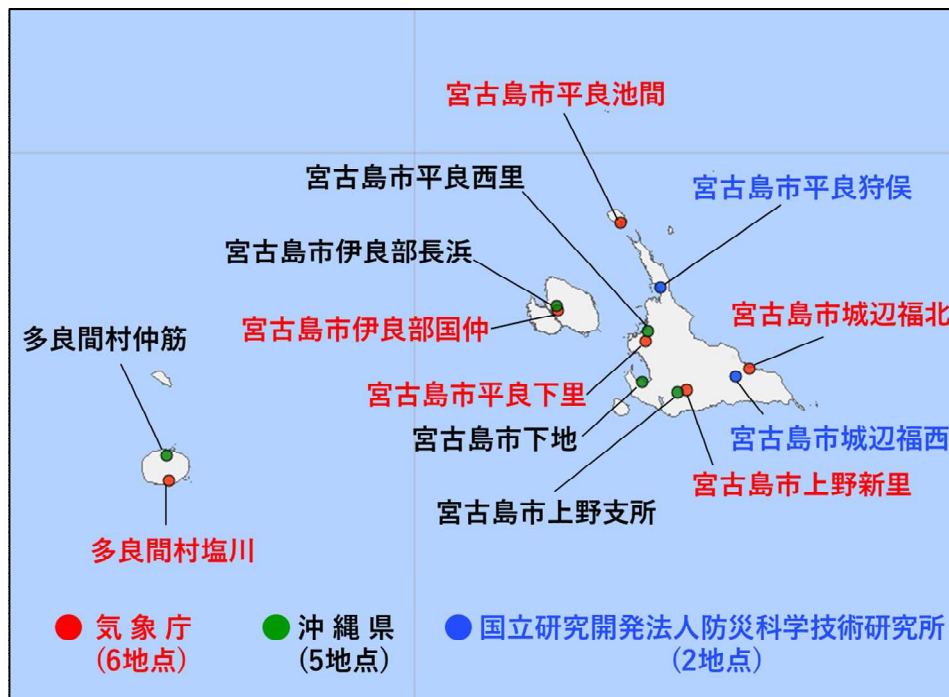 宮古島市平良池間
宮古島市平良西里
宮古島市平良狩俣
宮古島市伊良部長浜
宮古島市伊良部国仲
宮古島市城辺福北
多良間村仲筋
宮古島市平良下里
宮古島市下地
宮古島市城辺福西
宮古島市上野新里
宮古島市上野支所
多良間村塩川
気象庁
(6地点)
沖縄県
(5地点)
国立研究開発法人防災科学技術研究所
(2地点)